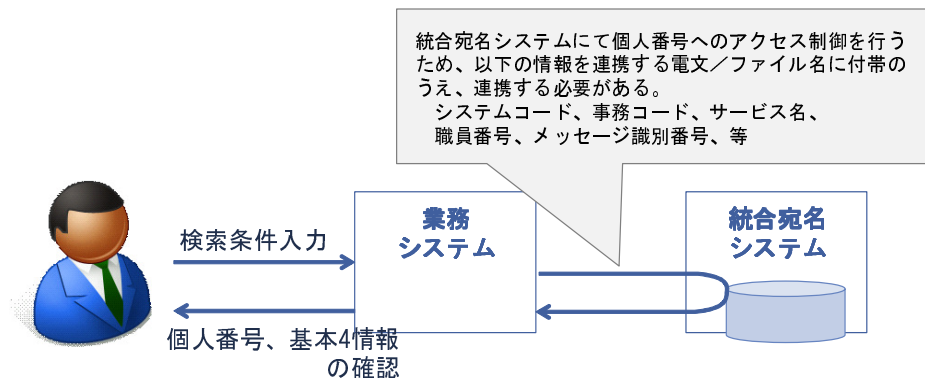 統合宛名システムにて個人番号へのアクセス制御を行う
ため、以下の情報を連携する電文／ファイル名に付帯の
うえ、連携する必要がある。
システムコード、事務コード、サービス名、
職員番号、メッセージ識別番号、等
業務
システム
統合宛名
システム
検索条件入力
個人番号、基本4情報
の確認